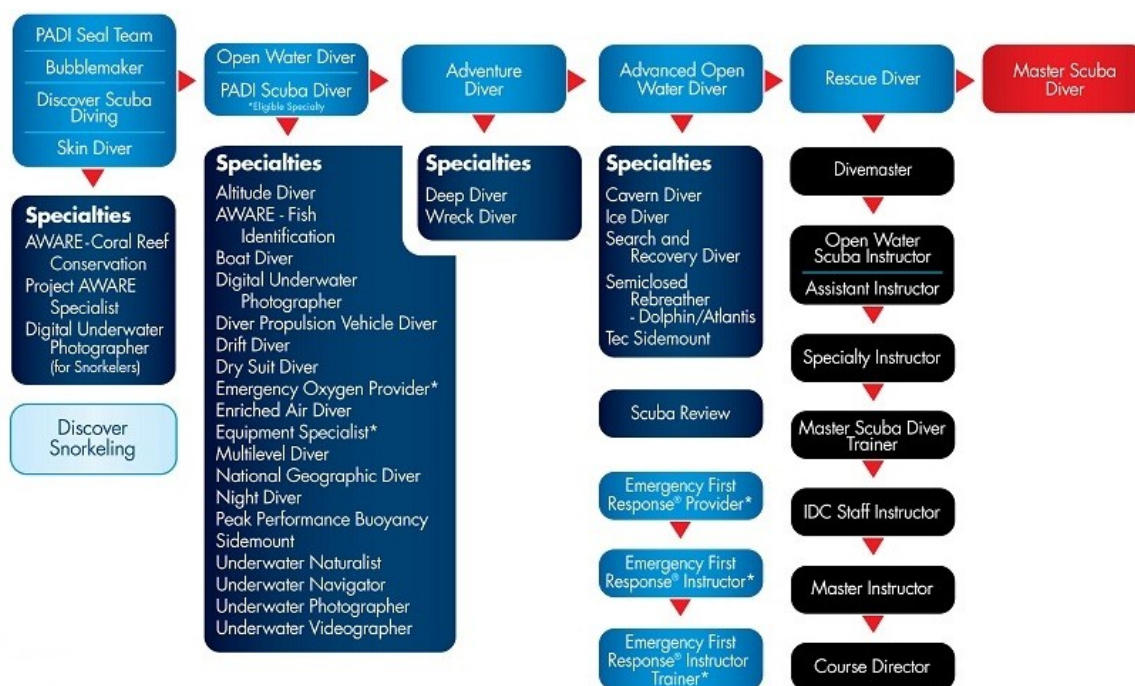 PADI Seal Team
Bubblemaker
Discover Scuba
Diving
Skin Diver
Specialties
AWARE - Coral Reef
Conservation
Project AWARE
Specialist
Digital Underwater
Photographer
(for Snorkelers)
Discover
Snorkeling
Open Water Diver
PADI Scuba Diver
*Eligible Specialty
Specialties
Altitude Diver
AWARE - Fish
Identification
Boat Diver
Digital Underwater
Photographer
Diver Propulsion Vehicle Diver
Drift Diver
Dry Suit Diver
Emergency Oxygen Provider*
Enriched Air Diver
Equipment Specialist*
Multilevel Diver
National Geographic Diver
Night Diver
Peak Performance Buoyancy
Sidemount
Underwater Naturalist
Underwater Navigator
Underwater Photographer
Underwater Videographer
Adventure
Diver
Specialties
Deep Diver
Wreck Diver
Advanced Open
Water Diver
Specialties
Cavern Diver
Ice Diver
Search and
Recovery Diver
Semiclosed
Rebreather
- Dolphin/Atlantis
Tec Sidemount
Scuba Review
Emergency First
Response® Provider*
Emergency First
Response® Instructor*
Emergency First
Response® Instructor
Trainer*
Rescue Diver
Divemaster
Open Water
Scuba Instructor
Assistant Instructor
Specialty Instructor
Master Scuba Diver
Trainer
IDC Staff Instructor
Master Instructor
Course Director
Master Scuba
Diver